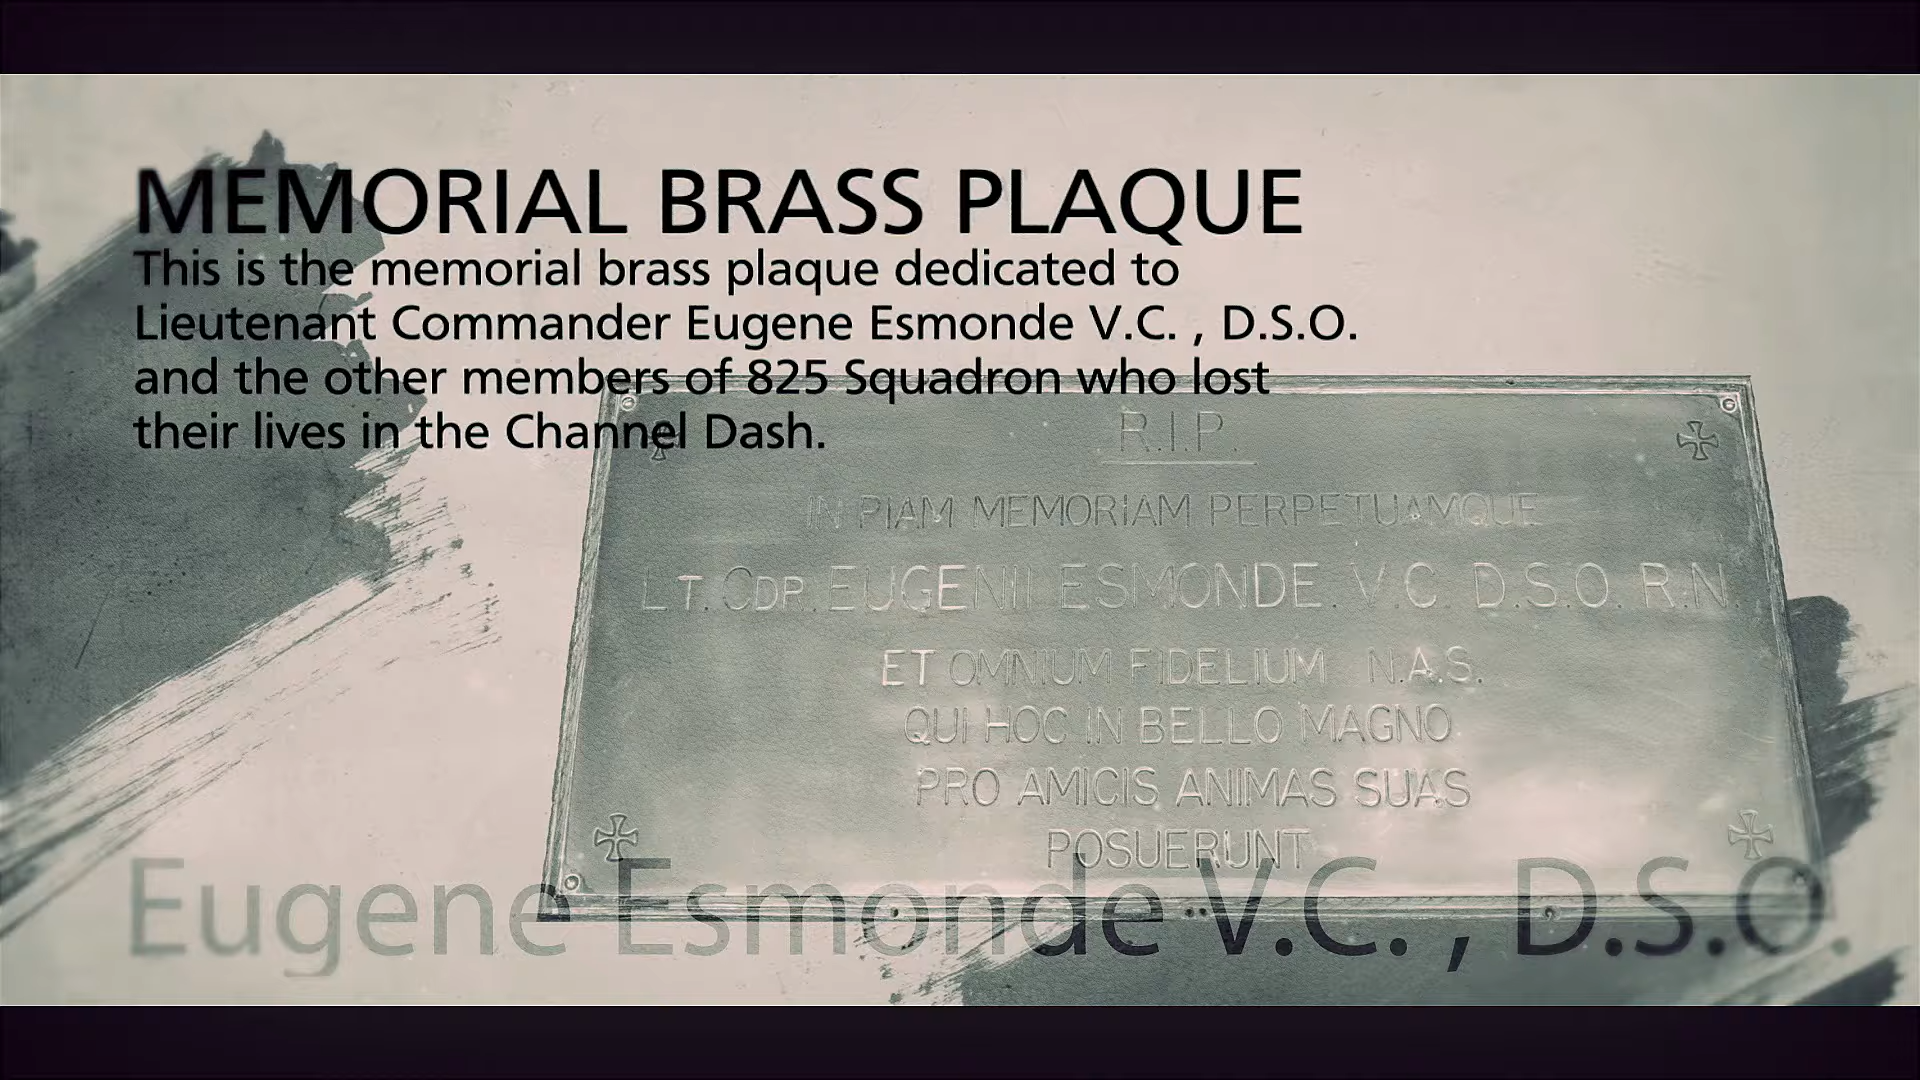 MEMORIAL BRASS PLAQUE
This is the memorial brass plaque dedicated to
Lieutenant Commander Eugene Esmonde V.C. , D.S.O.
and the other members of 825 Squadron who lost
their lives in the Channel Dash.
R.I.P.
IN PIAM MEMORIAM PERPETUAMQUE
LT. CDR. EUGENII ESMONDE. V.C. D.S.O. R.N.
ET OMNIUM FIDELIUM N.A.S.
QUI HOC IN BELLO MAGNO
PRO AMICIS ANIMAS SUAS
POSUERUNT
Eugene Esmonde V.C. , D.S.O.